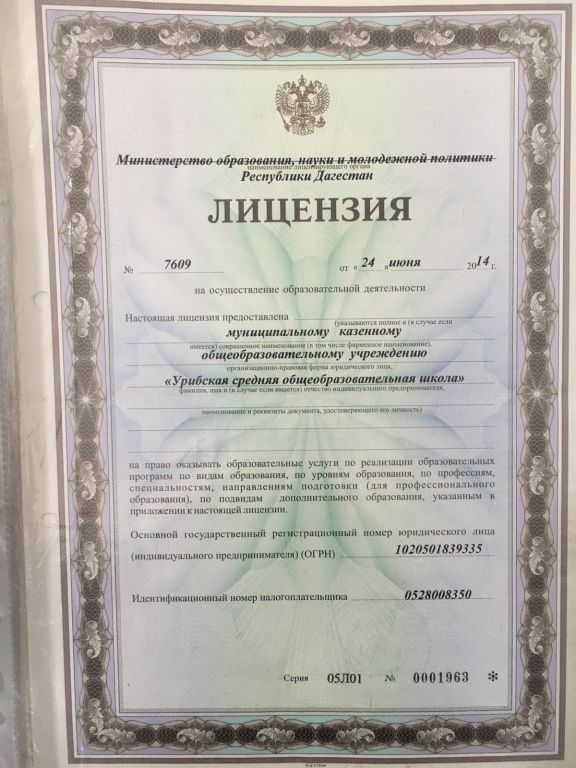 Министерство образования, науки и молодежной политики
наименование лицензирующего органа
Республики Дагестан
ЛИЦЕНЗИЯ
№ 7609 от « 24 » июня 2014 г.
на осуществление образовательной деятельности
Настоящая лицензия предоставлена
(указываются полное и (в случае если
муниципальному казенному
имеется) сокращенное наименование (в том числе фирменное наименование),
общеобразовательному учреждению
организационно-правовая форма юридического лица,
«Урибская средняя общеобразовательная школа»
фамилия, имя и (в случае если имеется) отчество индивидуального предпринимателя,
наименование и реквизиты документа, удостоверяющего его личность)
на право оказывать образовательные услуги по реализации образовательных
программ по видам образования, по уровням образования, по профессиям,
специальностям, направлениям подготовки (для профессионального
образования), по подвидам дополнительного образования, указанным в
приложении к настоящей лицензии.
Основной государственный регистрационный номер юридического лица
(индивидуального предпринимателя) (ОГРН) 1020501839335
Идентификационный номер налогоплательщика 0528008350
Серия 05Л01 № 0001963 *